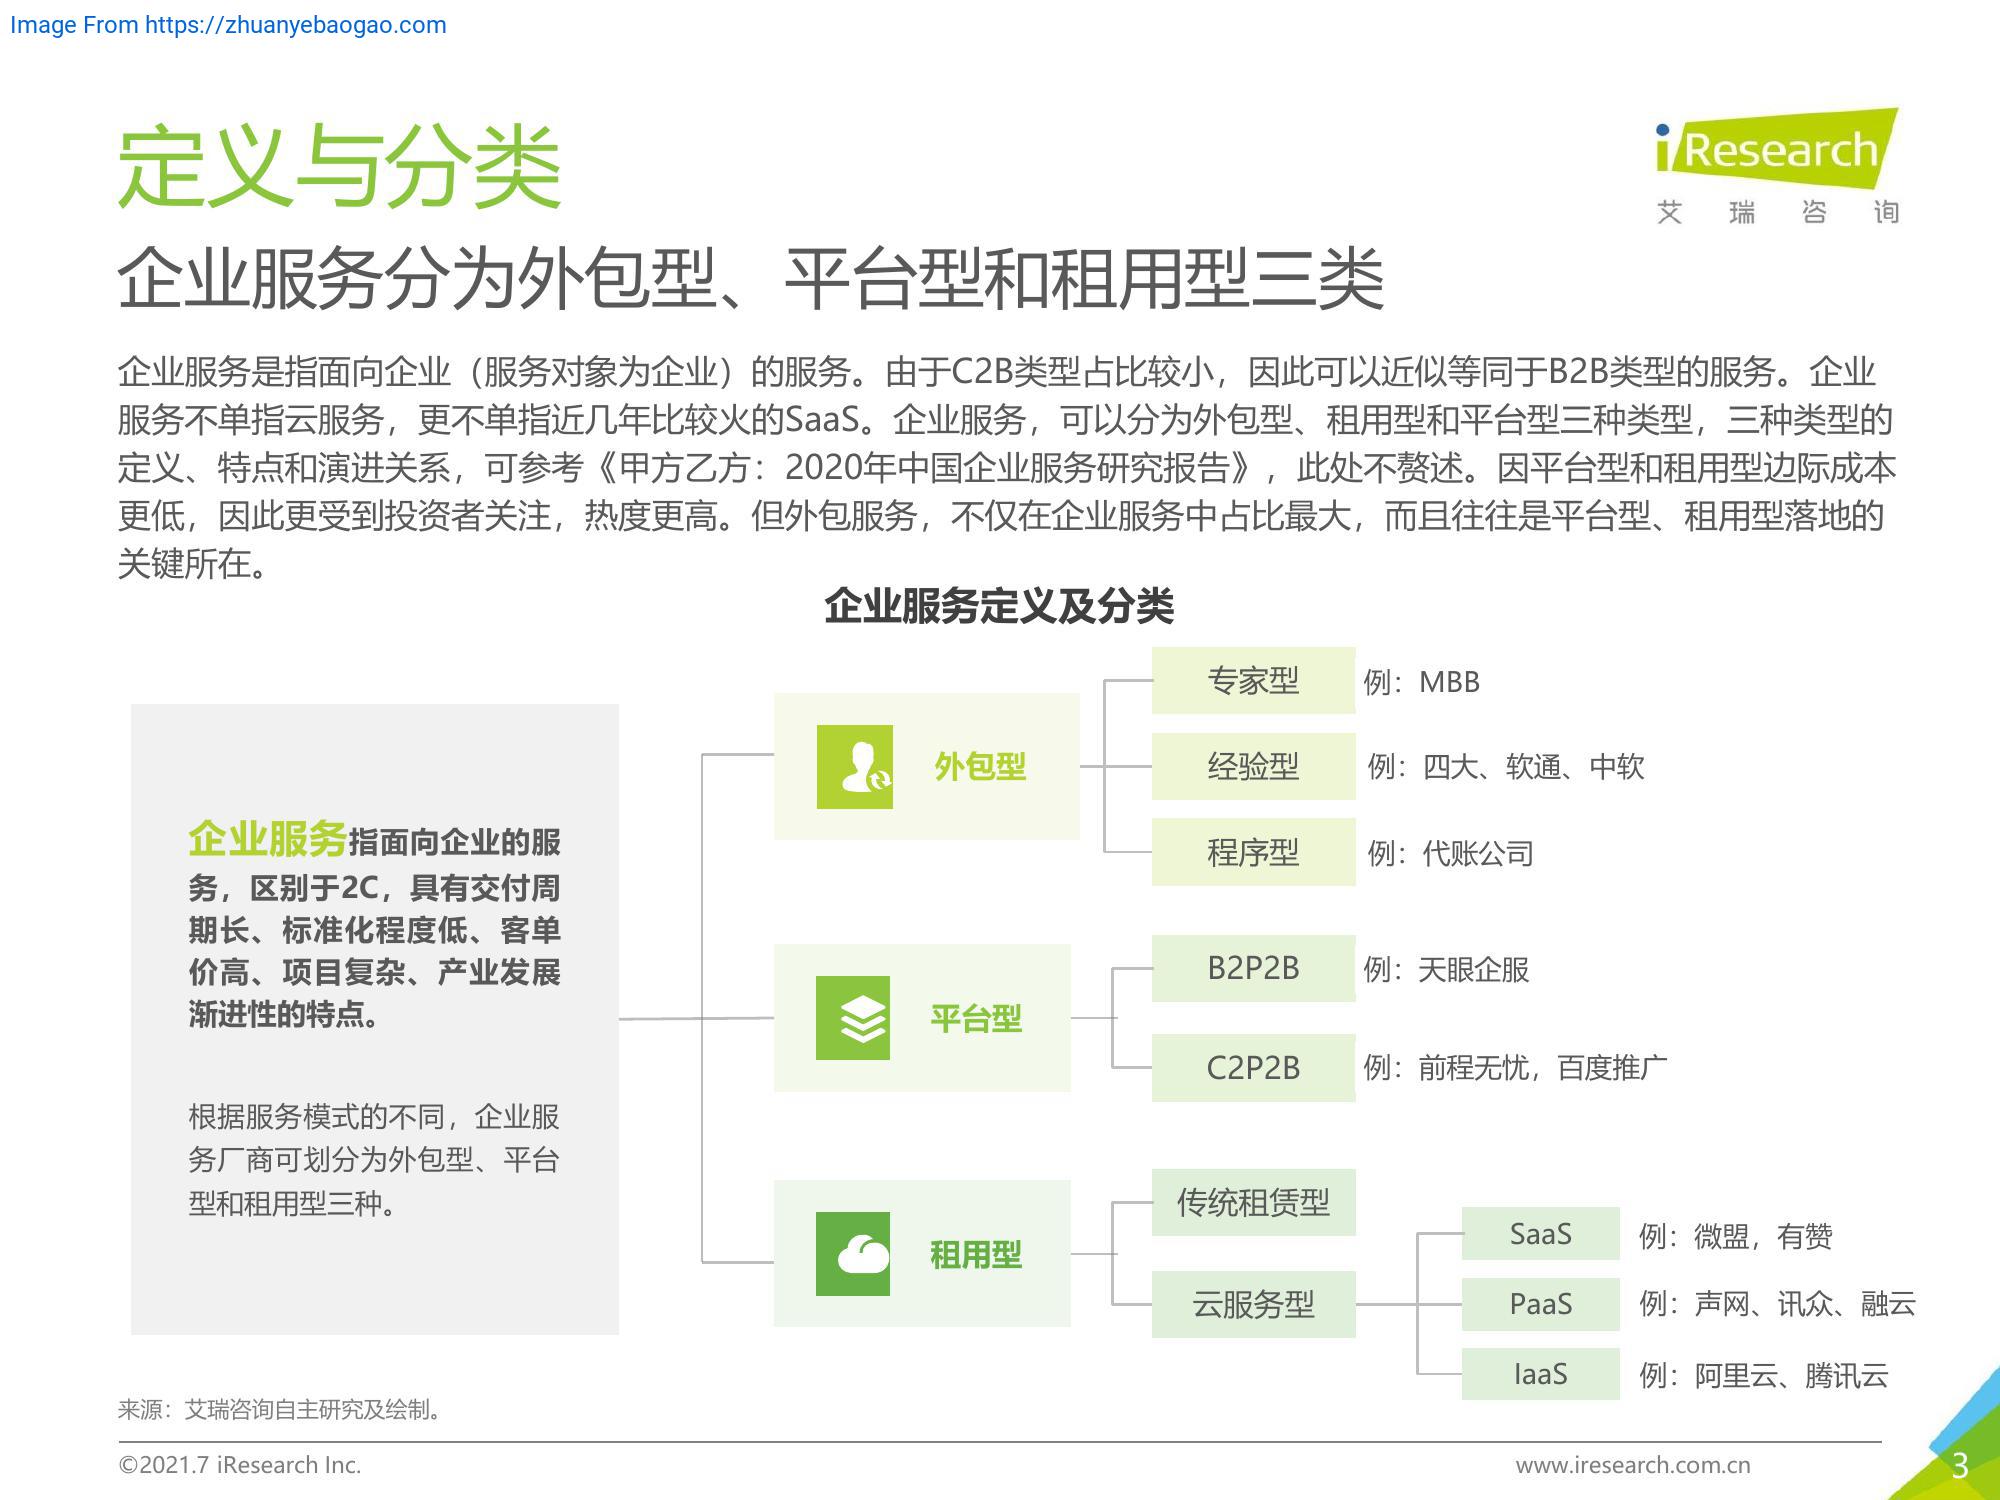 Image From https://zhuanyebaogao.com
定义与分类
iResearch
艾瑞咨询
企业服务分为外包型、平台型和租用型三类
企业服务是指面向企业（服务对象为企业）的服务。由于C2B类型占比较小，因此可以近似等同于B2B类型的服务。企业
服务不单指云服务，更不单指近几年比较火的SaaS。企业服务，可以分为外包型、租用型和平台型三种类型，三种类型的
定义、特点和演进关系，可参考《甲方乙方：2020年中国企业服务研究报告》，此处不赘述。因平台型和租用型边际成本
更低，因此更受到投资者关注，热度更高。但外包服务，不仅在企业服务中占比最大，而且往往是平台型、租用型落地的
关键所在。
企业服务定义及分类
企业服务指面向企业的服
务，区别于2C，具有交付周
期长、标准化程度低、客单
价高、项目复杂、产业发展
渐进性的特点。
根据服务模式的不同，企业服
务厂商可划分为外包型、平台
型和租用型三种。
外包型
专家型 例：MBB
经验型 例：四大、软通、中软
程序型 例：代账公司
平台型
B2P2B 例：天眼企服
C2P2B 例：前程无忧，百度推广
租用型
传统租赁型
云服务型
SaaS 例：微盟，有赞
PaaS 例：声网、讯众、融云
IaaS 例：阿里云、腾讯云
来源：艾瑞咨询自主研究及绘制。
©2021.7 iResearch Inc.
www.iresearch.com.cn
3